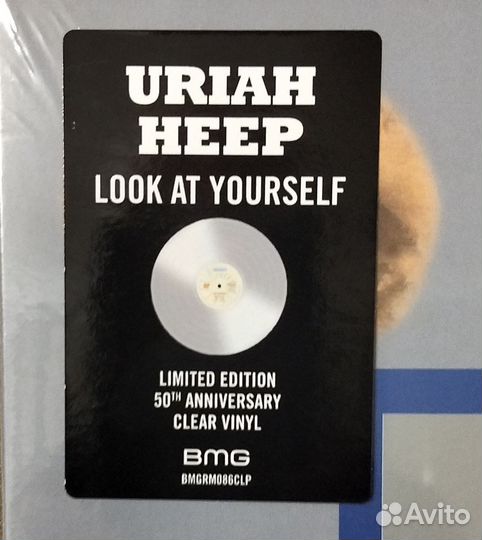 URIAH
HEEP
LOOK AT YOURSELF
LIMITED EDITION
50TH ANNIVERSARY
CLEAR VINYL
BMG
BMGRM086CLP
Avito